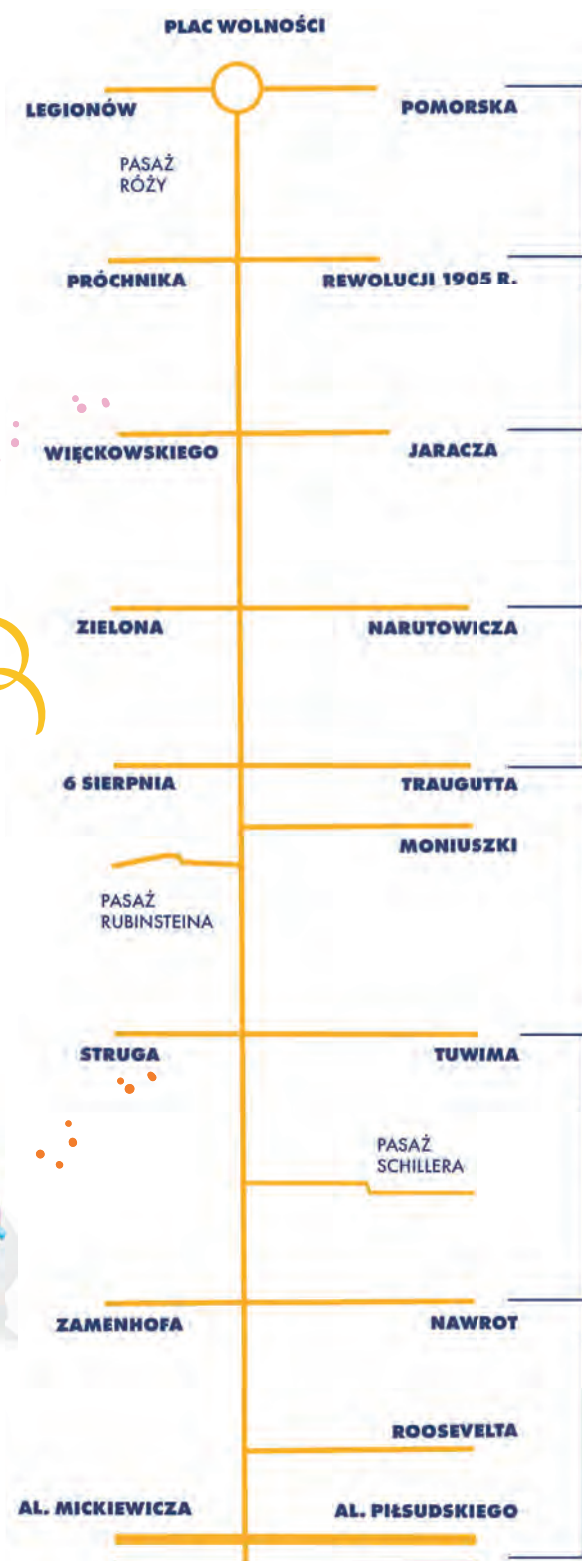 PLAC WOLNOŚCI
LEGIONÓW
POMORSKA
PASAŻ
RÓŻY
PRÓCHNIKA
REWOLUCJI 1905 R.
WIĘCKOWSKIEGO
JARACZA
ZIELONA
NARUTOWICZA
6 SIERPNIA
TRAUGUTTA
MONIUSZKI
PASAŻ
RUBINSTEINA
STRUGA
TUWIMA
PASAŻ
SCHILLERA
ZAMENHOFA
NAWROT
ROOSEVELTA
AL. MICKIEWICZA
AL. PIŁSUDSKIEGO